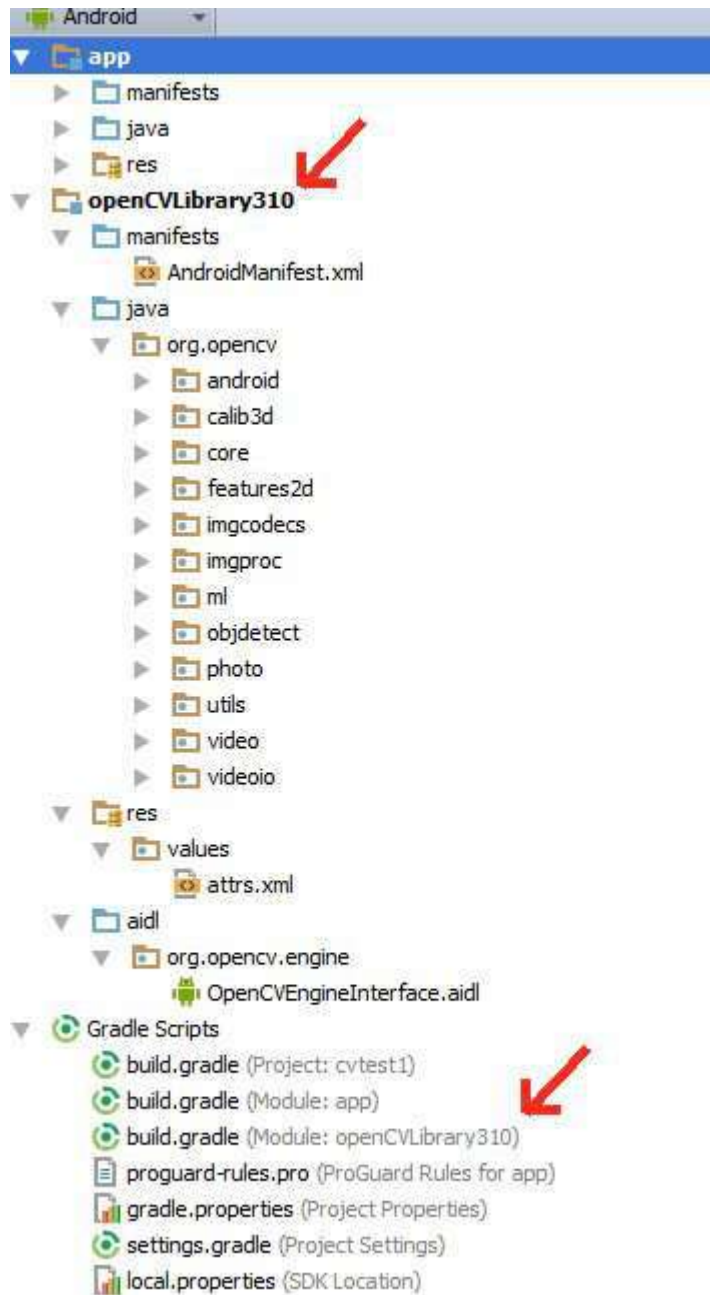 Android
app
manifests
java
res
openCVLibrary310
manifests
AndroidManifest.xml
java
org.opencv
android
calib3d
core
features2d
imgcodecs
imgproc
ml
objdetect
photo
utils
video
videoio
res
values
attrs.xml
aidl
org.opencv.engine
OpenCVEngineInterface.aidl
Gradle Scripts
build.gradle (Project: cvtest1)
build.gradle (Module: app)
build.gradle (Module: openCVLibrary310)
proguard-rules.pro (ProGuard Rules for app)
gradle.properties (Project Properties)
settings.gradle (Project Settings)
local.properties (SDK Location)